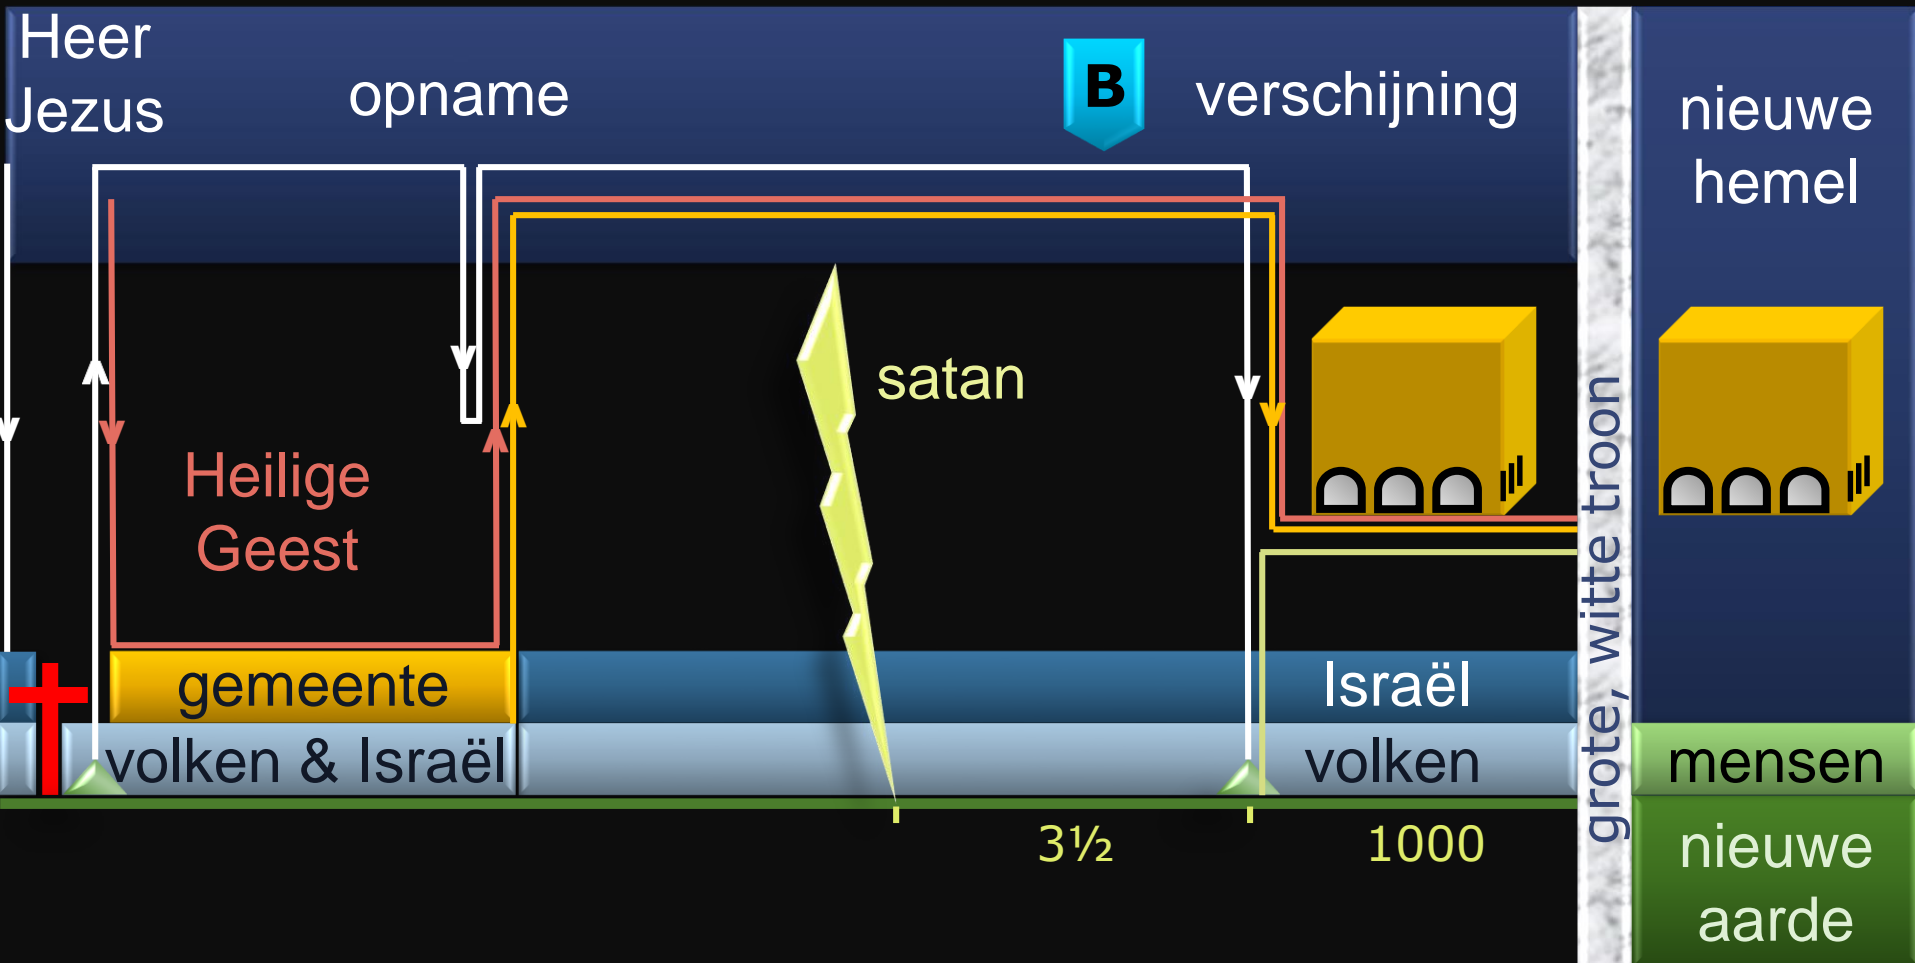 Heer
Jezus
opname
B
verschijning
nieuwe
hemel
satan
Heilige
Geest
grote, witte troon
gemeente
Israël
volken & Israël
volken
mensen
3½
1000
nieuwe
aarde